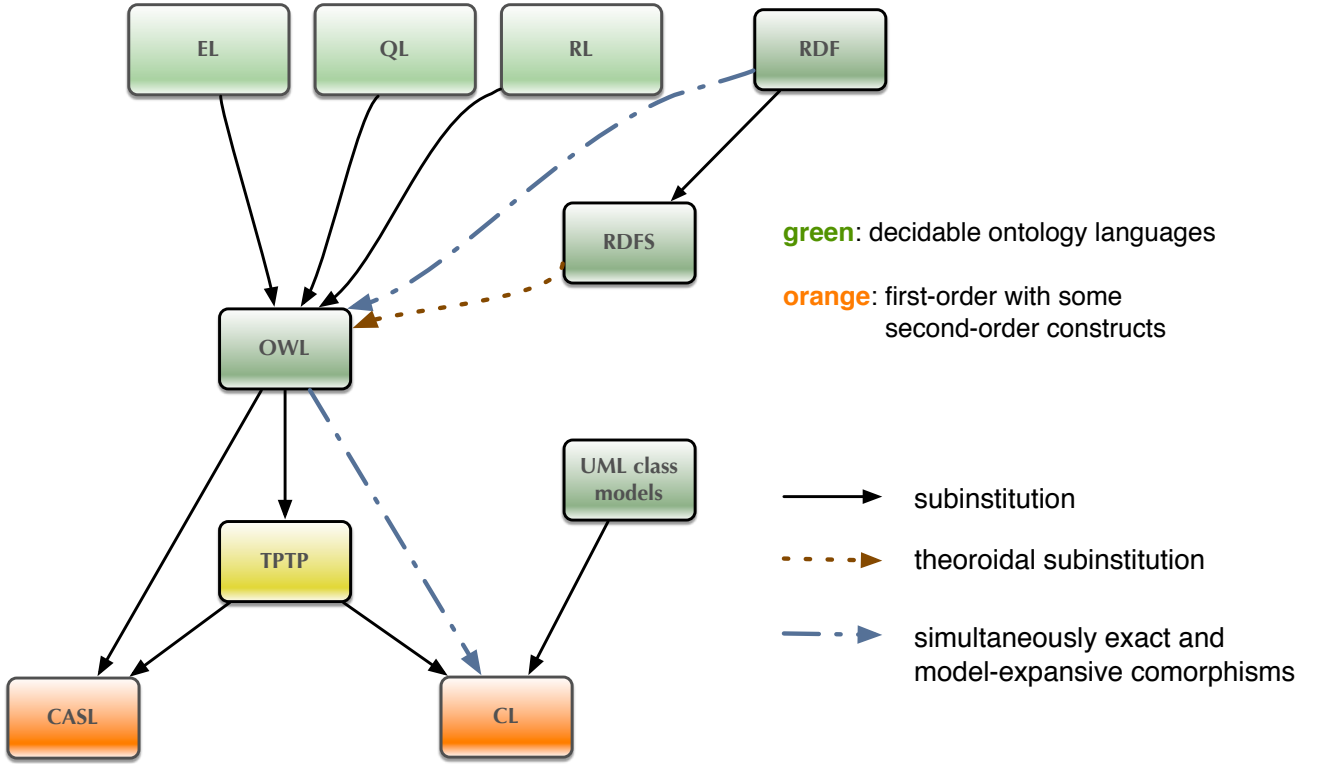 EL
QL
RL
RDF
RDFS
green: decidable ontology languages
orange: first-order with some
second-order constructs
OWL
UML class
models
subinstitution
TPTP
theoroidal subinstitution
simultaneously exact and
model-expansive comorphisms
CASL
CL